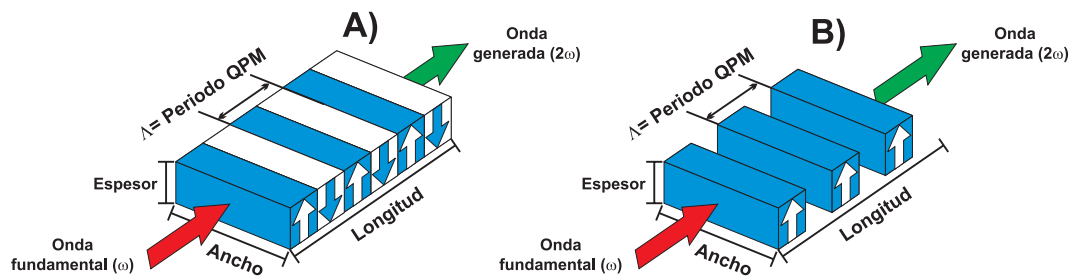 A)
Onda
generada (2ω)
Λ= Periodo QPM
Espesor
Longitud
Ancho
Onda
fundamental (ω)
B)
Onda
generada (2ω)
Λ= Periodo QPM
Espesor
Longitud
Ancho
Onda
fundamental (ω)